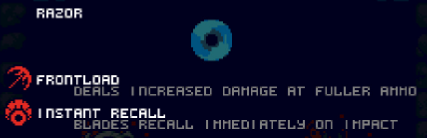 RAZOR
FRONTLOAD
DEALS INCREASED DAMAGE AT FULLER AMMO
INSTANT RECALL
BLADES RECALL IMMEDIATELY ON IMPACT